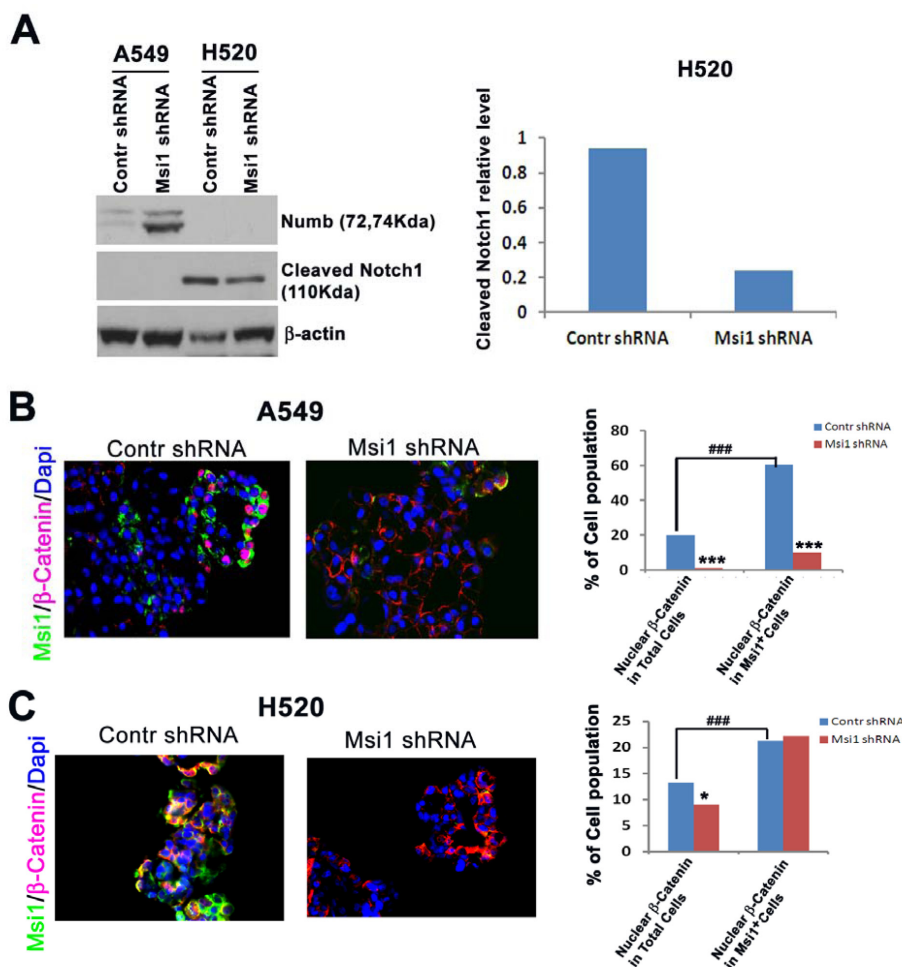 A
A549 H520
Contr shRNA
Msi1 shRNA
Contr shRNA
Msi1 shRNA
Numb (72,74Kda)
Cleaved Notch1
(110Kda)
β-actin
H520
Cleaved Notch1 relative level
1
0.8
0.6
0.4
0.2
0
Contr shRNA Msi1 shRNA
B
A549
Contr shRNA Msi1 shRNA
Msi1/β-Catenin/Dapi
% of Cell population
80
60
40
20
0
Contr shRNA
Msi1 shRNA
###
*** ***
Nuclear β-Catenin
in Total Cells
Nuclear β-Catenin
in Msi1+ Cells
C
H520
Contr shRNA Msi1 shRNA
Msi1/β-Catenin/Dapi
% of Cell population
25
20
15
10
5
0
Contr shRNA
Msi1 shRNA
###
*
Nuclear β-Catenin
in Total Cells
Nuclear β-Catenin
in Msi1+ Cells